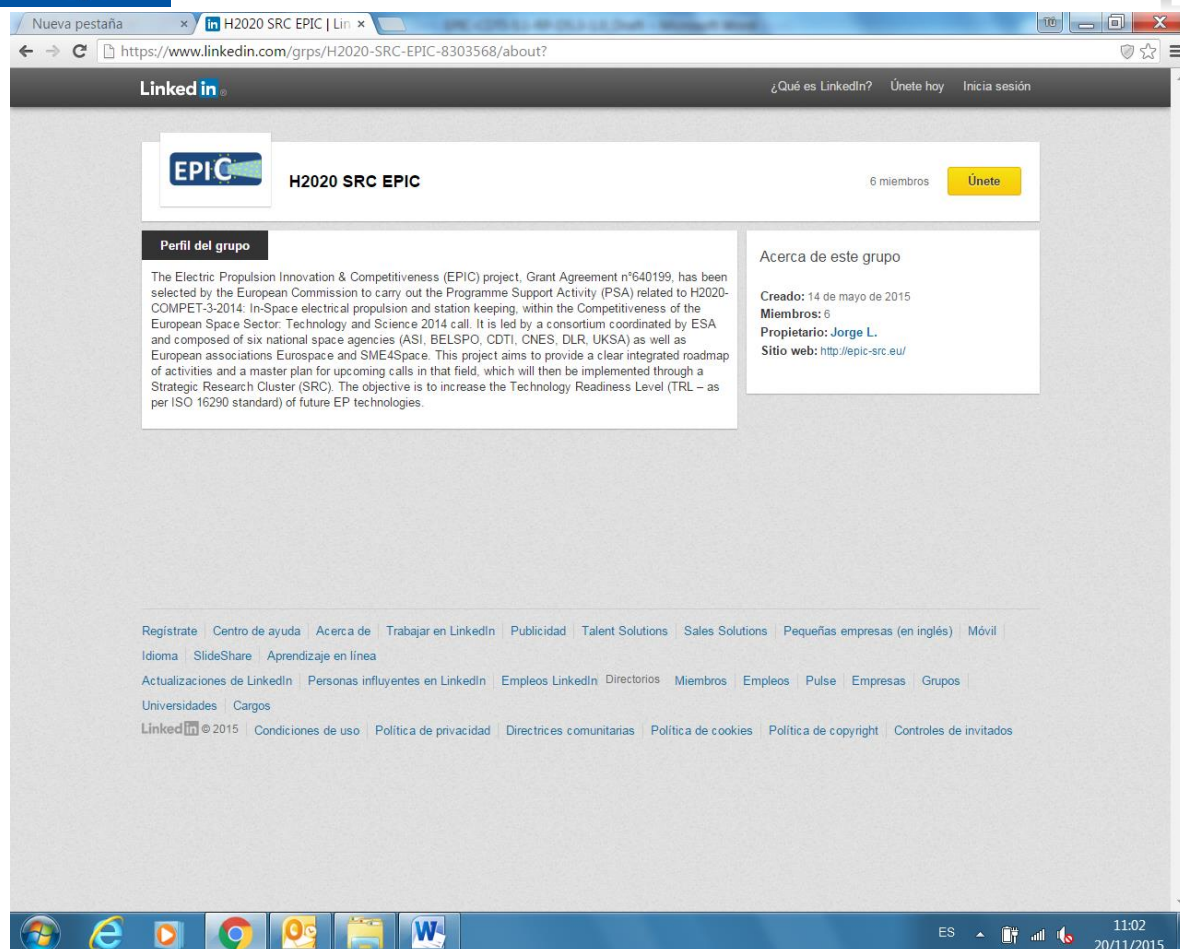 Nueva pestaña
H2020 SRC EPIC | Lin
https://www.linkedin.com/grps/H2020-SRC-EPIC-8303568/about?
Linked in
¿Qué es LinkedIn? Únete hoy Inicia sesión
EPIC
H2020 SRC EPIC
6 miembros
Únete
Perfil del grupo
The Electric Propulsion Innovation & Competitiveness (EPIC) project, Grant Agreement n°640199, has been
selected by the European Commission to carry out the Programme Support Activity (PSA) related to H2020-
COMPET-3-2014: In-Space electrical propulsion and station keeping, within the Competitiveness of the
European Space Sector: Technology and Science 2014 call. It is led by a consortium coordinated by ESA
and composed of six national space agencies (ASI, BELSPO, CDTI, CNES, DLR, UKSA) as well as
European associations Eurospace and SME4Space. This project aims to provide a clear integrated roadmap
of activities and a master plan for upcoming calls in that field, which will then be implemented through a
Strategic Research Cluster (SRC). The objective is to increase the Technology Readiness Level (TRL – as
per ISO 16290 standard) of future EP technologies.
Acerca de este grupo
Creado: 14 de mayo de 2015
Miembros: 6
Propietario: Jorge L.
Sitio web: http://epic-src.eu/
Regístrate Centro de ayuda Acerca de Trabajar en LinkedIn Publicidad Talent Solutions Sales Solutions Pequeñas empresas (en inglés) Móvil
Idioma SlideShare Aprendizaje en línea
Actualizaciones de LinkedIn Personas influyentes en LinkedIn Empleos LinkedIn Directorios Miembros Empleos Pulse Empresas Grupos
Universidades Cargos
Linked in © 2015 Condiciones de uso Política de privacidad Directrices comunitarias Política de cookies Política de copyright Controles de invitados
ES
11:02
20/11/2015